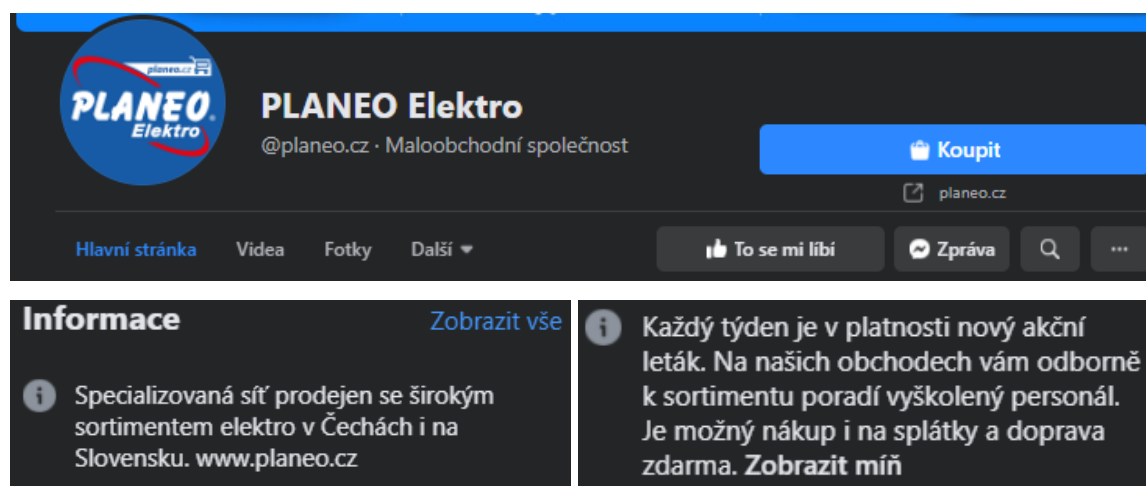 planeo.cz
PLANEO
Elektro
PLANEO Elektro
@planeo.cz · Maloobchodní společnost
Koupit
planeo.cz
Hlavní stránka Videa Fotky Další To se mi líbí Zpráva
Informace Zobrazit vše
Specializovaná síť prodejen se širokým
sortimentem elektro v Čechách i na
Slovensku. www.planeo.cz
Každý týden je v platnosti nový akční
leták. Na našich obchodech vám odborně
k sortimentu poradí vyškolený personál.
Je možný nákup i na splátky a doprava
zdarma. Zobrazit míň